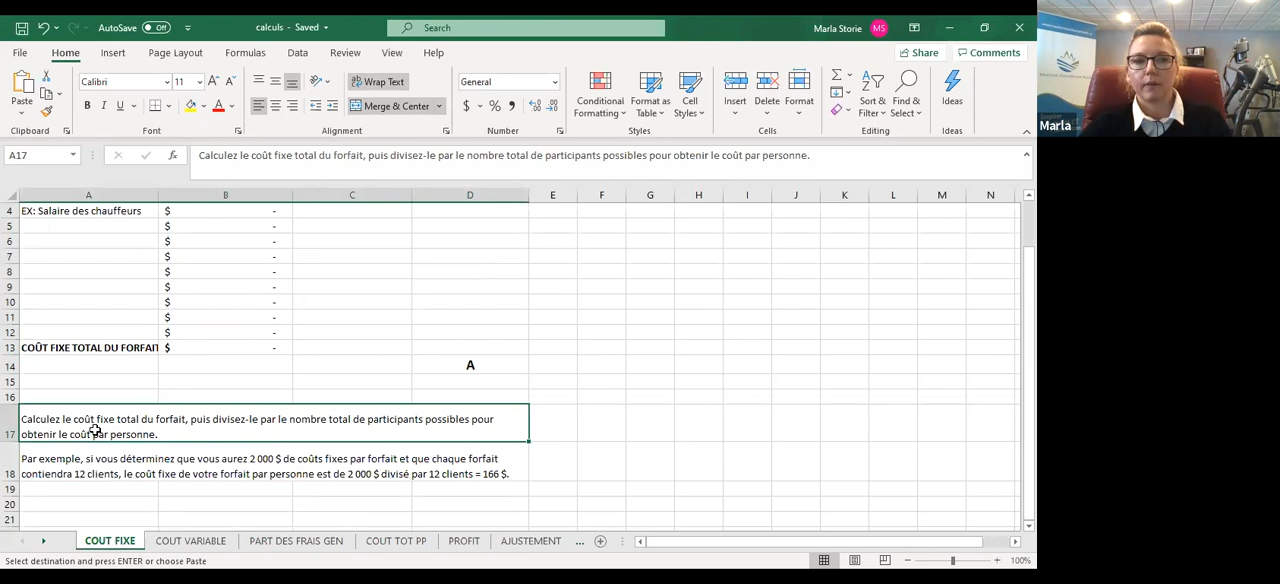 AutoSave Off calculs - Saved Search Marla Storie MS
File Home Insert Page Layout Formulas Data Review View Help Share Comments
Calibri 11 Wrap Text General
Paste B I U Merge & Center $ % Conditional Formatting Format as Table Cell Styles Insert Delete Format Sort & Filter Find & Select Ideas
Clipboard Font Alignment Number Styles Cells Editing Ideas
Marla
A17 fx Calculez le coût fixe total du forfait, puis divisez-le par le nombre total de participants possibles pour obtenir le coût par personne.
A B C D E F G H I J K L M N
4 EX: Salaire des chauffeurs $ -
5 $ -
6 $ -
7 $ -
8 $ -
9 $ -
10 $ -
11 $ -
12 $ -
13 COÛT FIXE TOTAL DU FORFAIT $ -
14 A
15
16
Calculez le coût fixe total du forfait, puis divisez-le par le nombre total de participants possibles pour
17 obtenir le coût par personne.
Par exemple, si vous déterminez que vous aurez 2 000 $ de coûts fixes par forfait et que chaque forfait
18 contiendra 12 clients, le coût fixe de votre forfait par personne est de 2 000 $ divisé par 12 clients = 166 $.
19
20
21
COUT FIXE COUT VARIABLE PART DES FRAIS GEN COUT TOT PP PROFIT AJUSTEMENT ...
Select destination and press ENTER or choose Paste 100%